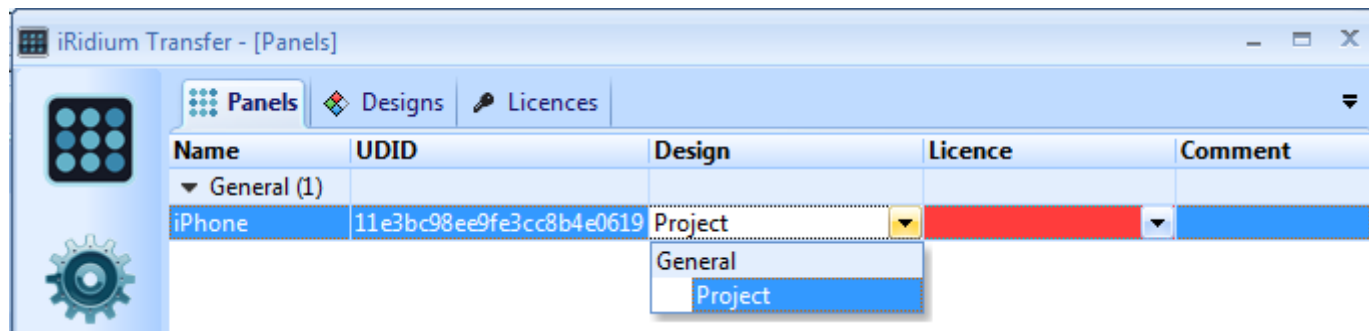 iRidium Transfer - [Panels]
Panels Designs Licences
Name UDID Design Licence Comment
General (1)
iPhone 11e3bc98ee9fe3cc8b4e0619 Project
General
Project